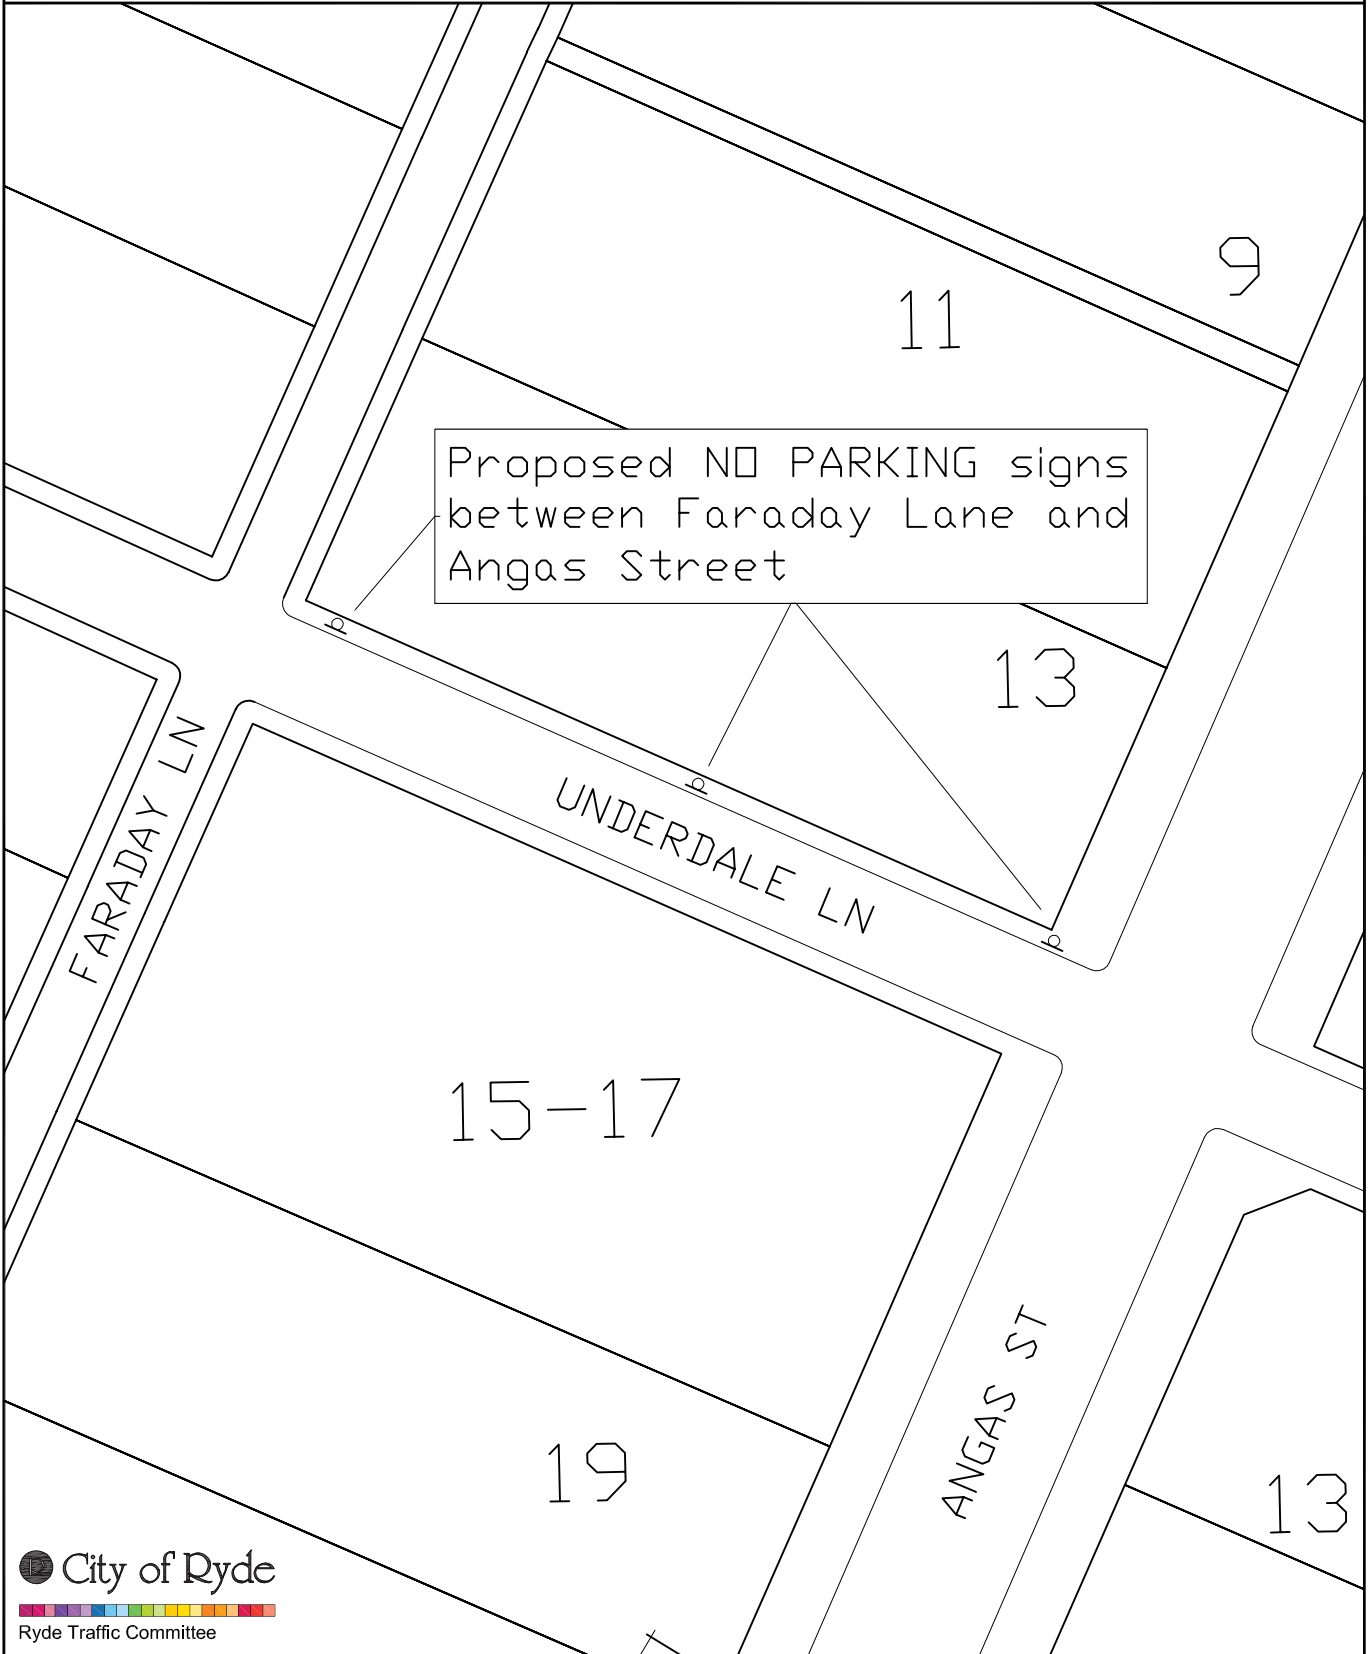 9
11
Proposed NO PARKING signs
between Faraday Lane and
Angas Street
13
FARADAY LN
UNDERDALE LN
15-17
ANGAS ST
19
13
City of Ryde
Ryde Traffic Committee